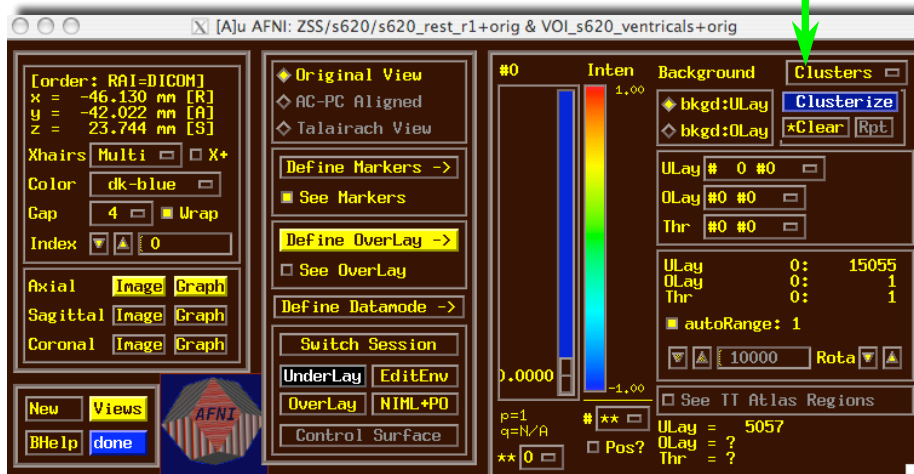 [A]u AFNI: ZSS/s620/s620_rest_r1+orig & VOI_s620_ventricals+orig
[order: RAI=DICOM]
x = -46.130 mm [R]
y = -42.022 mm [A]
z = 23.744 mm [S]
Xhairs Multi X+
Color dk-blue
Gap 4 Wrap
Index 0
Axial Image Graph
Sagittal Image Graph
Coronal Image Graph
New Views
BHelp done
AFNI
Original View
AC-PC Aligned
Talairach View
Define Markers ->
See Markers
Define OverLay ->
See OverLay
Define Datamode ->
Switch Session
UnderLay EditEnv
OverLay NIML+PO
Control Surface
#0 Inten
1.00
0.0000
-1.00
p=1
q=N/A
# **
** 0 Pos?
Background Clusters
bkgd:ULay Clusterize
bkgd:OLay *Clear Rpt
ULay # 0 #0
OLay #0 #0
Thr #0 #0
ULay 0: 15055
OLay 0: 1
Thr 0: 1
autoRange: 1
10000 Rota
See TT Atlas Regions
ULay = 5057
OLay = ?
Thr = ?